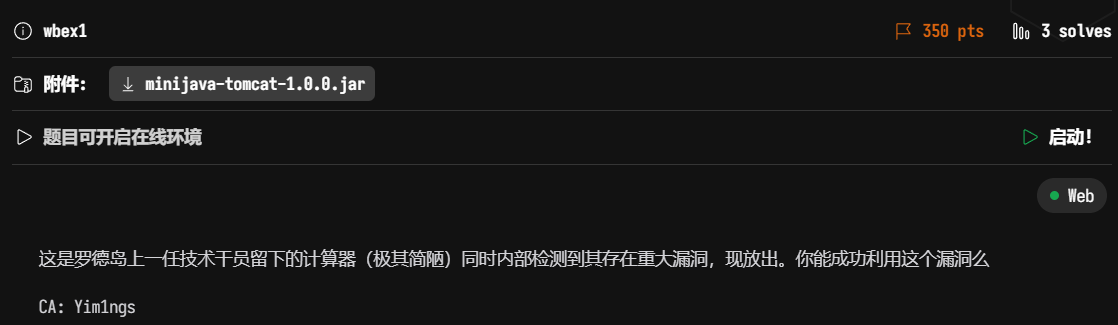 wbex1 350 pts 3 solves
附件： minijava-tomcat-1.0.0.jar
题目可开启在线环境 启动！
Web
这是罗德岛上一任技术干员留下的计算器（极其简陋）同时内部检测到其存在重大漏洞，现放出。你能成功利用这个漏洞么
CA: Yim1ngs